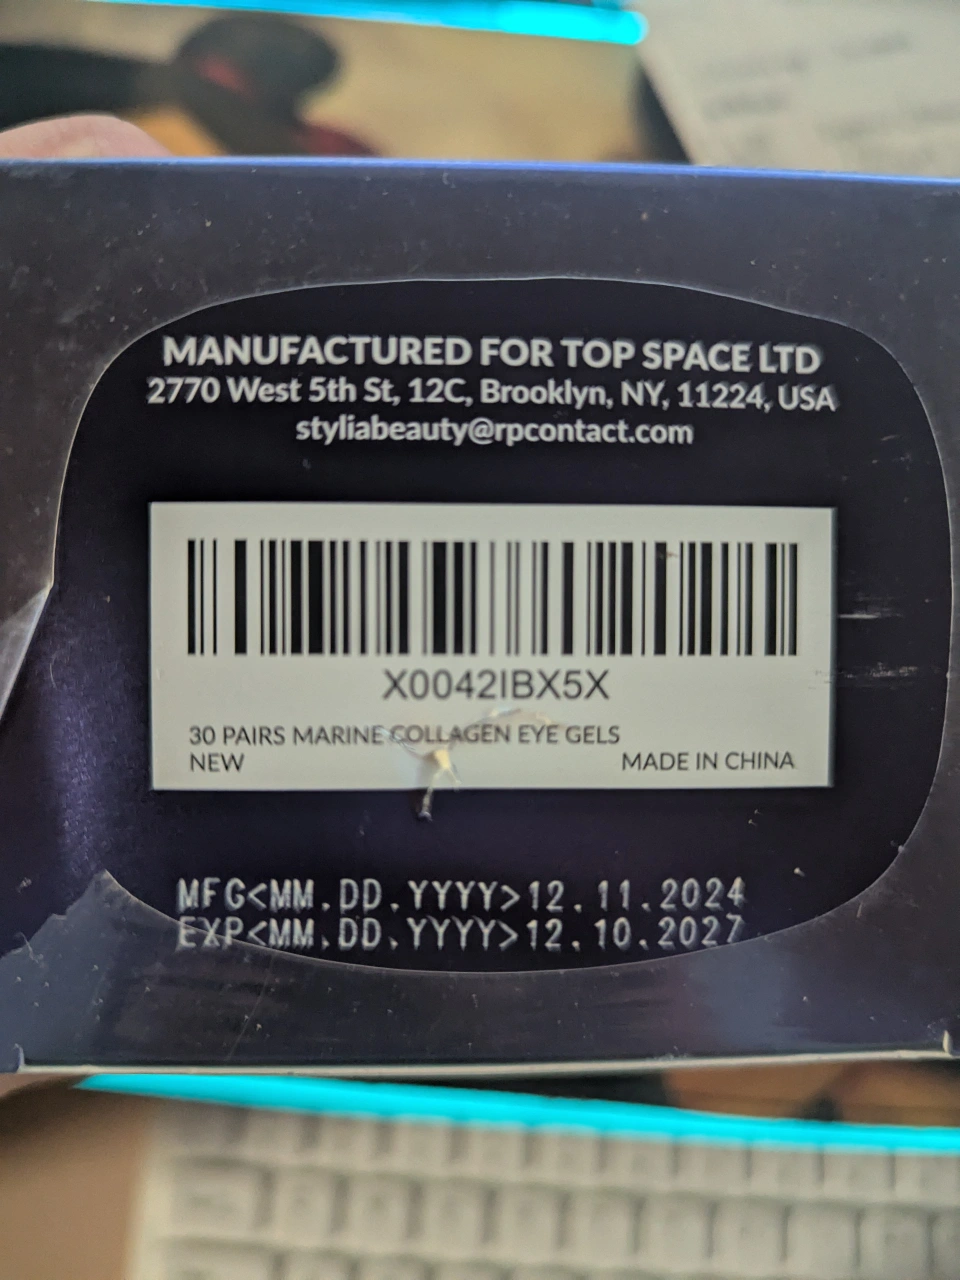 MANUFACTURED FOR TOP SPACE LTD
2770 West 5th St, 12C, Brooklyn, NY, 11224, USA
styliabeauty@rpcontact.com
X0042IBX5X
30 PAIRS MARINE COLLAGEN EYE GELS
NEW
MADE IN CHINA
MFG<MM.DD.YYYY>12.11.2024
EXP<MM.DD.YYYY>12.10.2027